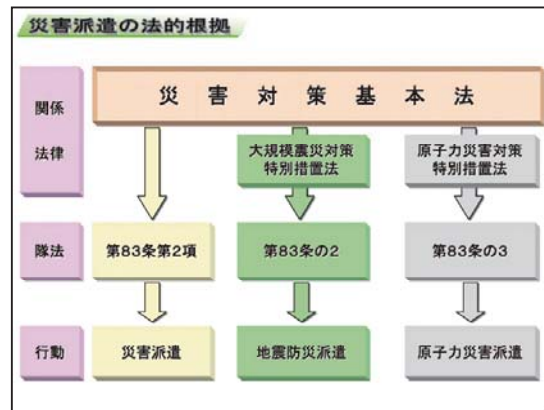 災害派遣の法的根拠
関係
法律
災害対策基本法
大規模震災対策
特別措置法
原子力災害対策
特別措置法
隊法
第83条第2項
第83条の2
第83条の3
行動
災害派遣
地震防災派遣
原子力災害派遣